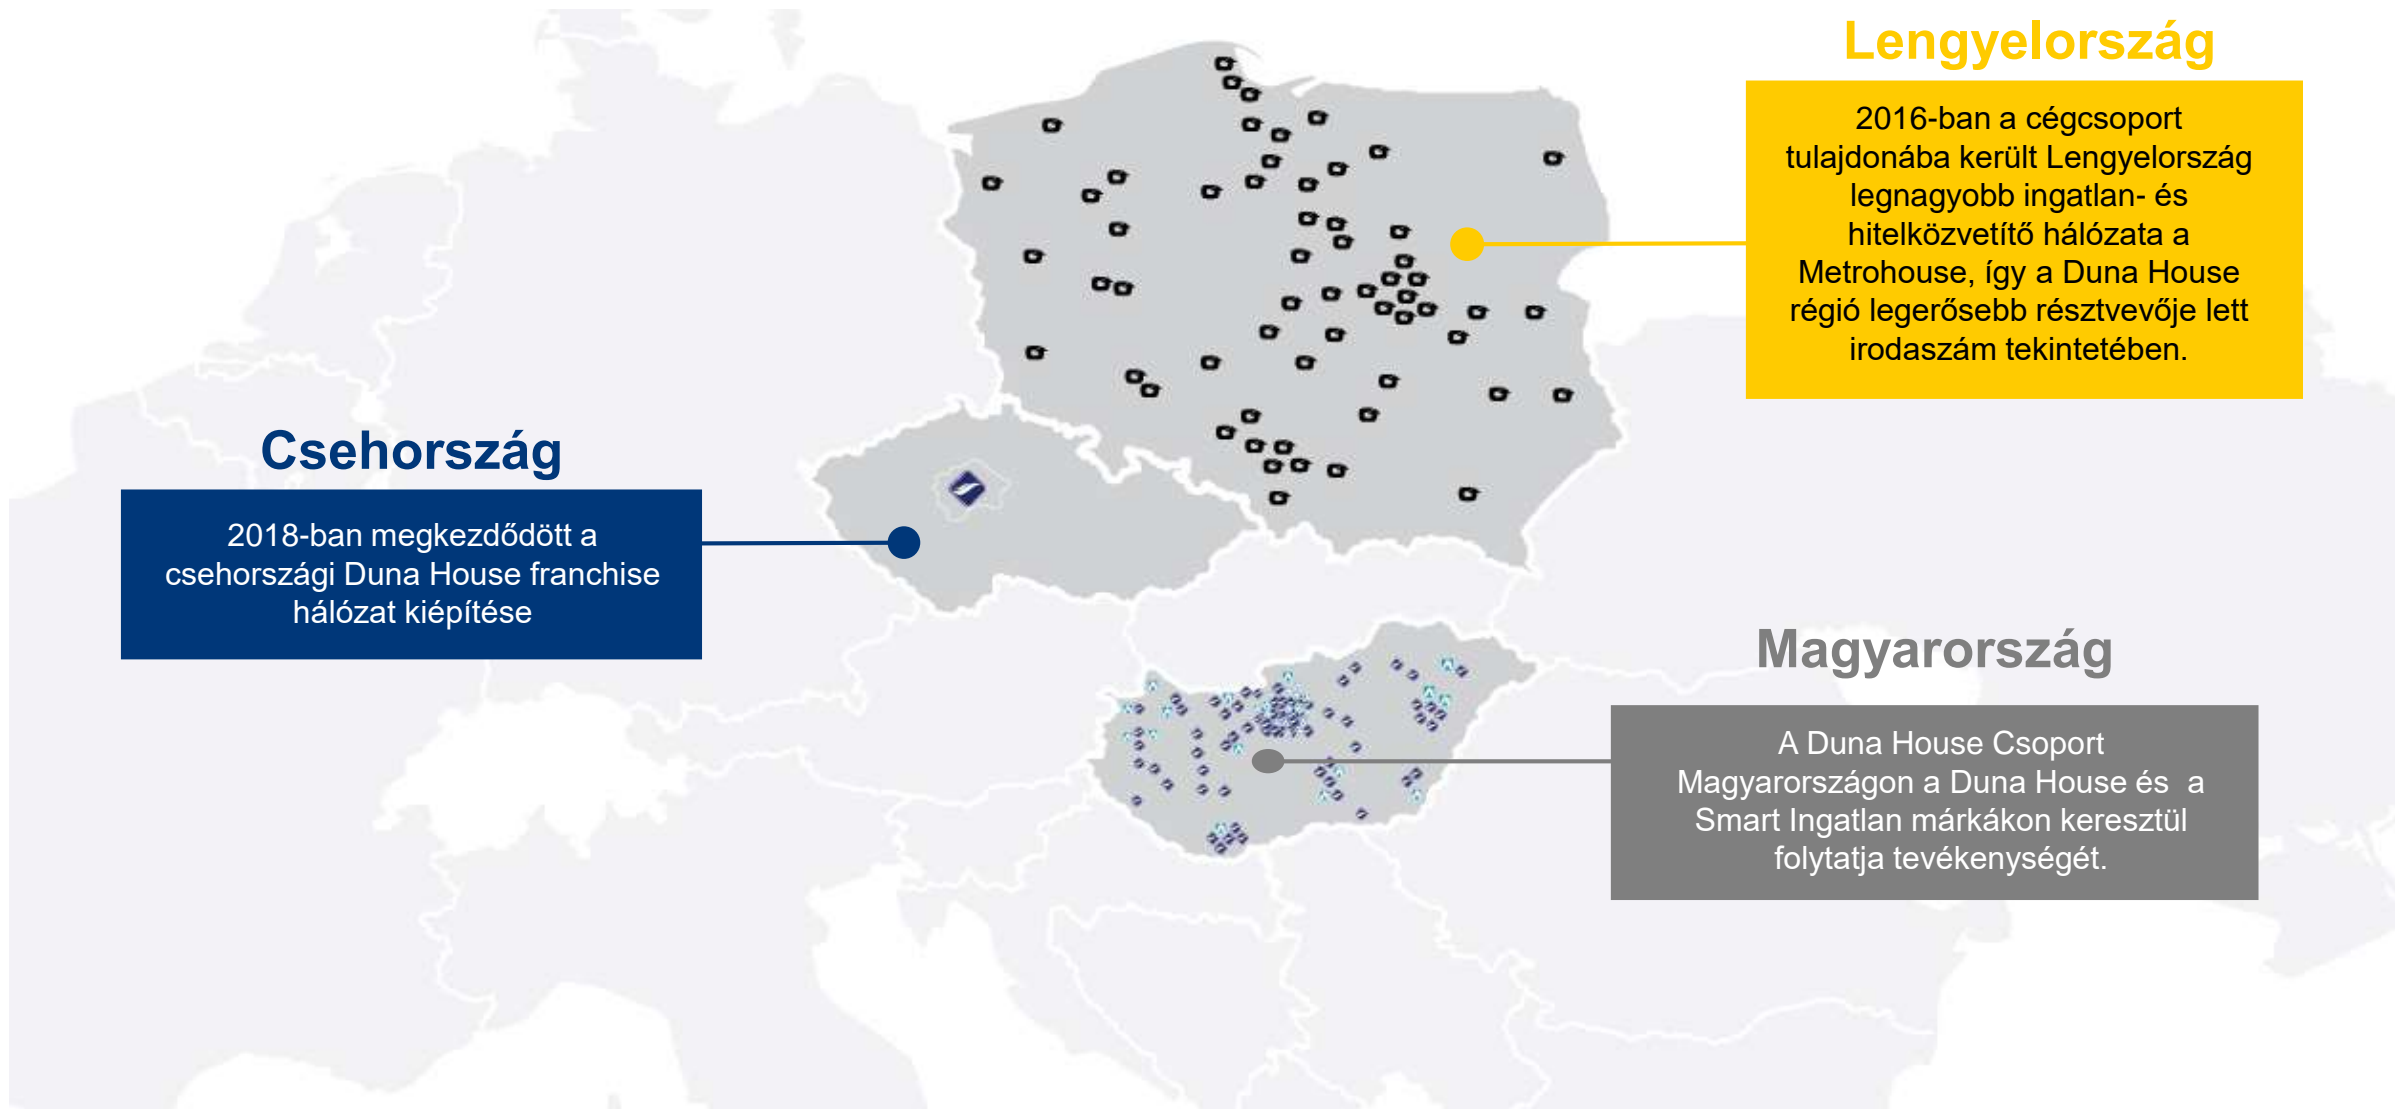 Lengyelország
2016-ban a cégcsoport
tulajdonába került Lengyelország
legnagyobb ingatlan- és
hitelközvetítő hálózata a
Metrohouse, így a Duna House
régió legerősebb résztvevője lett
irodaszám tekintetében.
Csehország
2018-ban megkezdődött a
csehországi Duna House franchise
hálózat kiépítése
Magyarország
A Duna House Csoport
Magyarországon a Duna House és  a
Smart Ingatlan márkákon keresztül
folytatja tevékenységét.